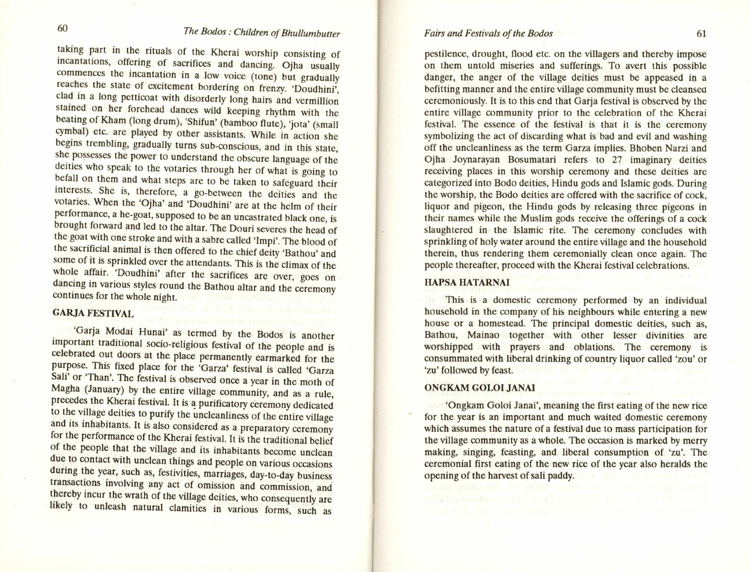 60
The Bodos : Children of Bhullumbutter
taking part in the rituals of the Kherai worship consisting of
incantations, offering of sacrifices and dancing. Ojha usually
commences the incantation in a low voice (tone) but gradually
reaches the state of excitement bordering on frenzy. 'Doudhini',
clad in a long petticoat with disorderly long hairs and vermillion
stained on her forehead dances wild keeping rhythm with the
beating of Kham (long drum), 'Shifun' (bamboo flute), 'jota' (small
cymbal) etc. are played by other assistants. While in action she
begins trembling, gradually turns sub-conscious, and in this state,
she possesses the power to understand the obscure language of the
deities who speak to the votaries through her of what is going to
befall on them and what steps are to be taken to safeguard their
interests. She is, therefore, a go-between the deities and the
votaries. When the 'Ojha' and 'Doudhini' are at the helm of their
performance, a he-goat, supposed to be an uncastrated black one, is
brought forward and led to the altar. The Douri severes the head of
the goat with one stroke and with a sabre called 'Impi'. The blood of
the sacrificial animal is then offered to the chief deity 'Bathou' and
some of it is sprinkled over the attendants. This is the climax of the
whole affair. 'Doudhini' after the sacrifices are over, goes on
dancing in various styles round the Bathou altar and the ceremony
continues for the whole night.
GARJA FESTIVAL
'Garja Modai Hunai' as termed by the Bodos is another
important traditional socio-religious festival of the people and is
celebrated out doors at the place permanently earmarked for the
purpose. This fixed place for the 'Garza' festival is called 'Garza
Sali' or 'Than'. The festival is observed once a year in the moth of
Magha (January) by the entire village community, and as a rule,
precedes the Kherai festival. It is a purificatory ceremony dedicated
to the village deities to purify the uncleanliness of the entire village
and its inhabitants. It is also considered as a preparatory ceremony
for the performance of the Kherai festival. It is the traditional belief
of the people that the village and its inhabitants become unclean
due to contact with unclean things and people on various occasions
during the year, such as, festivities, marriages, day-to-day business
transactions involving any act of omission and commission, and
thereby incur the wrath of the village deities, who consequently are
likely to unleash natural clamities in various forms, such as
Fairs and Festivals of the Bodos
61
pestilence, drought, flood etc. on the villagers and thereby impose
on them untold miseries and sufferings. To avert this possible
danger, the anger of the village deities must be appeased in a
befitting manner and the entire village community must be cleansed
ceremoniously. It is to this end that Garja festival is observed by the
entire village community prior to the celebration of the Kherai
festival. The essence of the festival is that it is the ceremony
symbolizing the act of discarding what is bad and evil and washing
off the uncleanliness as the term Garza implies. Bhoben Narzi and
Ojha Joynarayan Bosumatari refers to 27 imaginary deities
receiving places in this worship ceremony and these deities are
categorized into Bodo deities, Hindu gods and Islamic gods. During
the worship, the Bodo deities are offered with the sacrifice of cock,
liquor and pigeon, the Hindu gods by releasing three pigeons in
their names while the Muslim gods receive the offerings of a cock
slaughtered in the Islamic rite. The ceremony concludes with
sprinkling of holy water around the entire village and the household
therein, thus rendering them ceremonially clean once again. The
people thereafter, proceed with the Kherai festival celebrations.
HAPSA HATARNAI
This is a domestic ceremony performed by an individual
household in the company of his neighbours while entering a new
house or a homestead. The principal domestic deities, such as,
Bathou, Mainao together with other lesser divinities are
worshipped with prayers and oblations. The ceremony is
consummated with liberal drinking of country liquor called 'zou' or
'zu' followed by feast.
ONGKAM GOLOI JANAI
'Ongkam Goloi Janai', meaning the first eating of the new rice
for the year is an important and much waited domestic ceremony
which assumes the nature of a festival due to mass participation for
the village community as a whole. The occasion is marked by merry
making, singing, feasting, and liberal consumption of 'zu'. The
ceremonial first eating of the new rice of the year also heralds the
opening of the harvest of sali paddy.